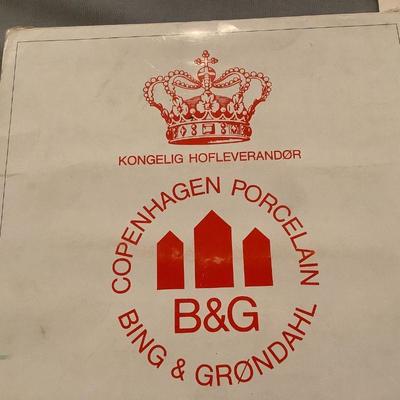 KONGELIG HOFLEVERANDØR
COPENHAGEN PORCELAIN
B&G
BING & GRØNDAHL